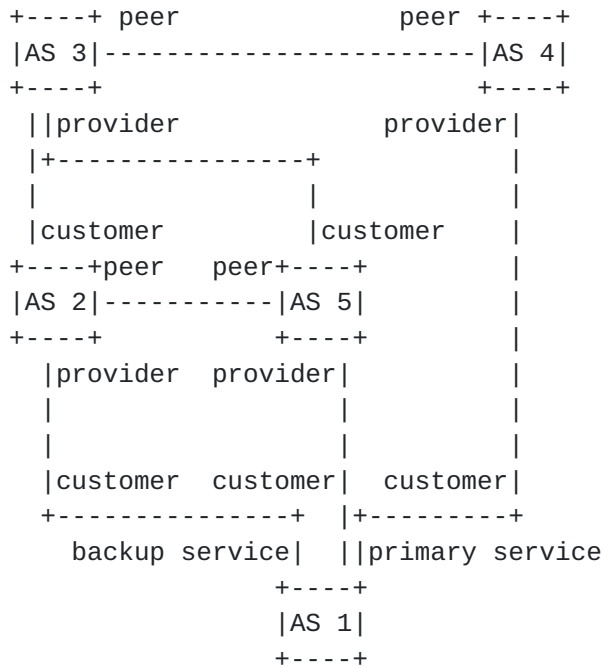 +----+ peer              peer +----+
|AS 3|------------------------|AS 4|
+----+                        +----+
 ||provider             provider|
 |+----------------+            |
 |                 |            |
 |customer         |customer    |
+----+peer   peer+----+         |
|AS 2|-----------|AS 5|         |
+----+           +----+         |
  |provider  provider|          |
  |                  |          |
  |                  |          |
  |customer  customer|  customer|
  +---------------+  |+---------+
    backup service|  ||primary service
                 +----+
                 |AS 1|
                 +----+